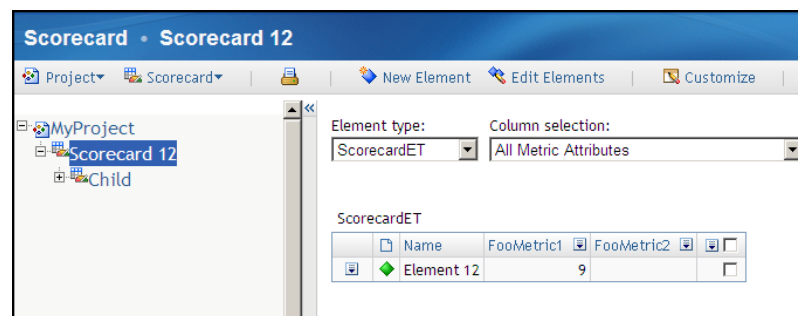 Scorecard • Scorecard 12
Project Scorecard New Element Edit Elements Customize
MyProject
Scorecard 12
Child
Element type: Column selection:
ScorecardET All Metric Attributes
ScorecardET
Name FooMetric1 FooMetric2
Element 12 9